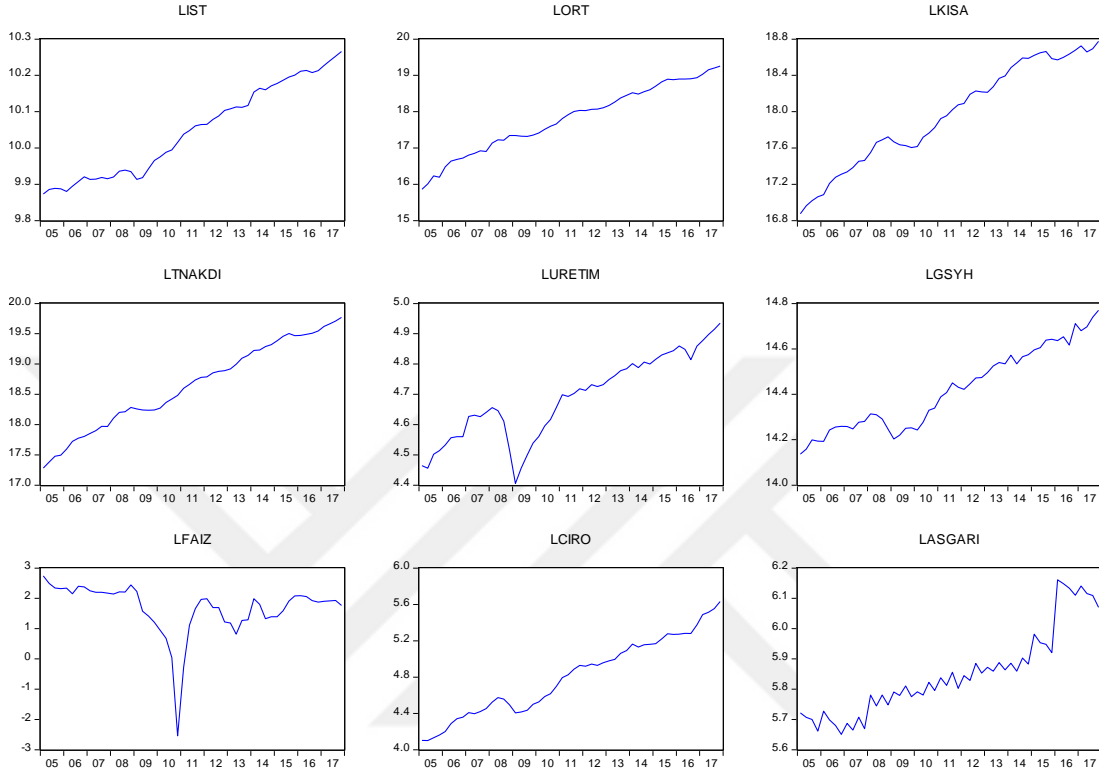 LIST LORT LKISA
10.3 20 18.8
10.2 19 18.4
10.1 18 18.0
10.0 17 17.6
9.9 16 17.2
9.8 15 16.8
05 06 07 08 09 10 11 12 13 14 15 16 17 05 06 07 08 09 10 11 12 13 14 15 16 17 05 06 07 08 09 10 11 12 13 14 15 16 17
LTNAKDI LURETIM LGSYH
20.0 5.0 14.8
19.5 4.9
19.0 4.8 14.6
18.5 4.7 14.4
18.0 4.6
17.5 4.5 14.2
17.0 4.4 14.0
05 06 07 08 09 10 11 12 13 14 15 16 17 05 06 07 08 09 10 11 12 13 14 15 16 17 05 06 07 08 09 10 11 12 13 14 15 16 17
LFAIZ LCIRO LASGARI
3 6.0 6.2
2 5.6 6.1
1 5.2 6.0
0 4.8 5.9
-1 4.4 5.8
-2 4.0 5.7
-3 5.6
05 06 07 08 09 10 11 12 13 14 15 16 17 05 06 07 08 09 10 11 12 13 14 15 16 17 05 06 07 08 09 10 11 12 13 14 15 16 17